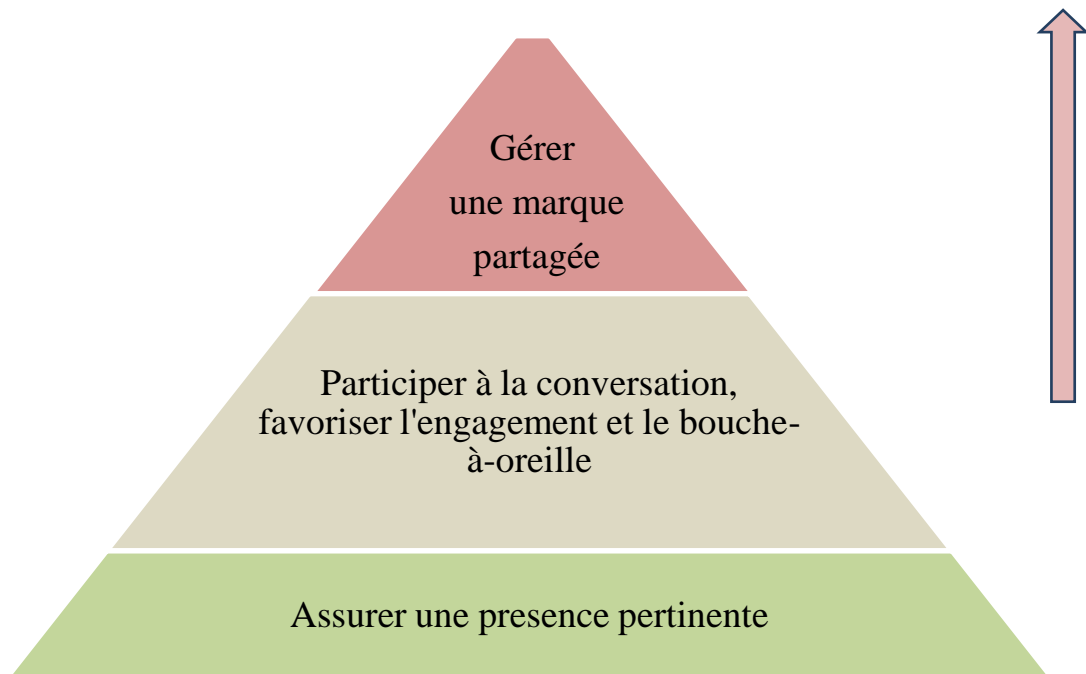 Gérer
une marque
partagée
Participer à la conversation,
favoriser l'engagement et le bouche-
à-oreille
Assurer une presence pertinente